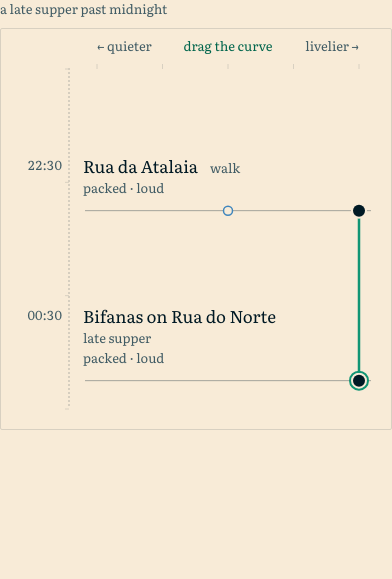 a late supper past midnight
← quieter drag the curve livelier →
22:30 Rua da Atalaia walk
packed · loud
00:30 Bifanas on Rua do Norte
late supper
packed · loud